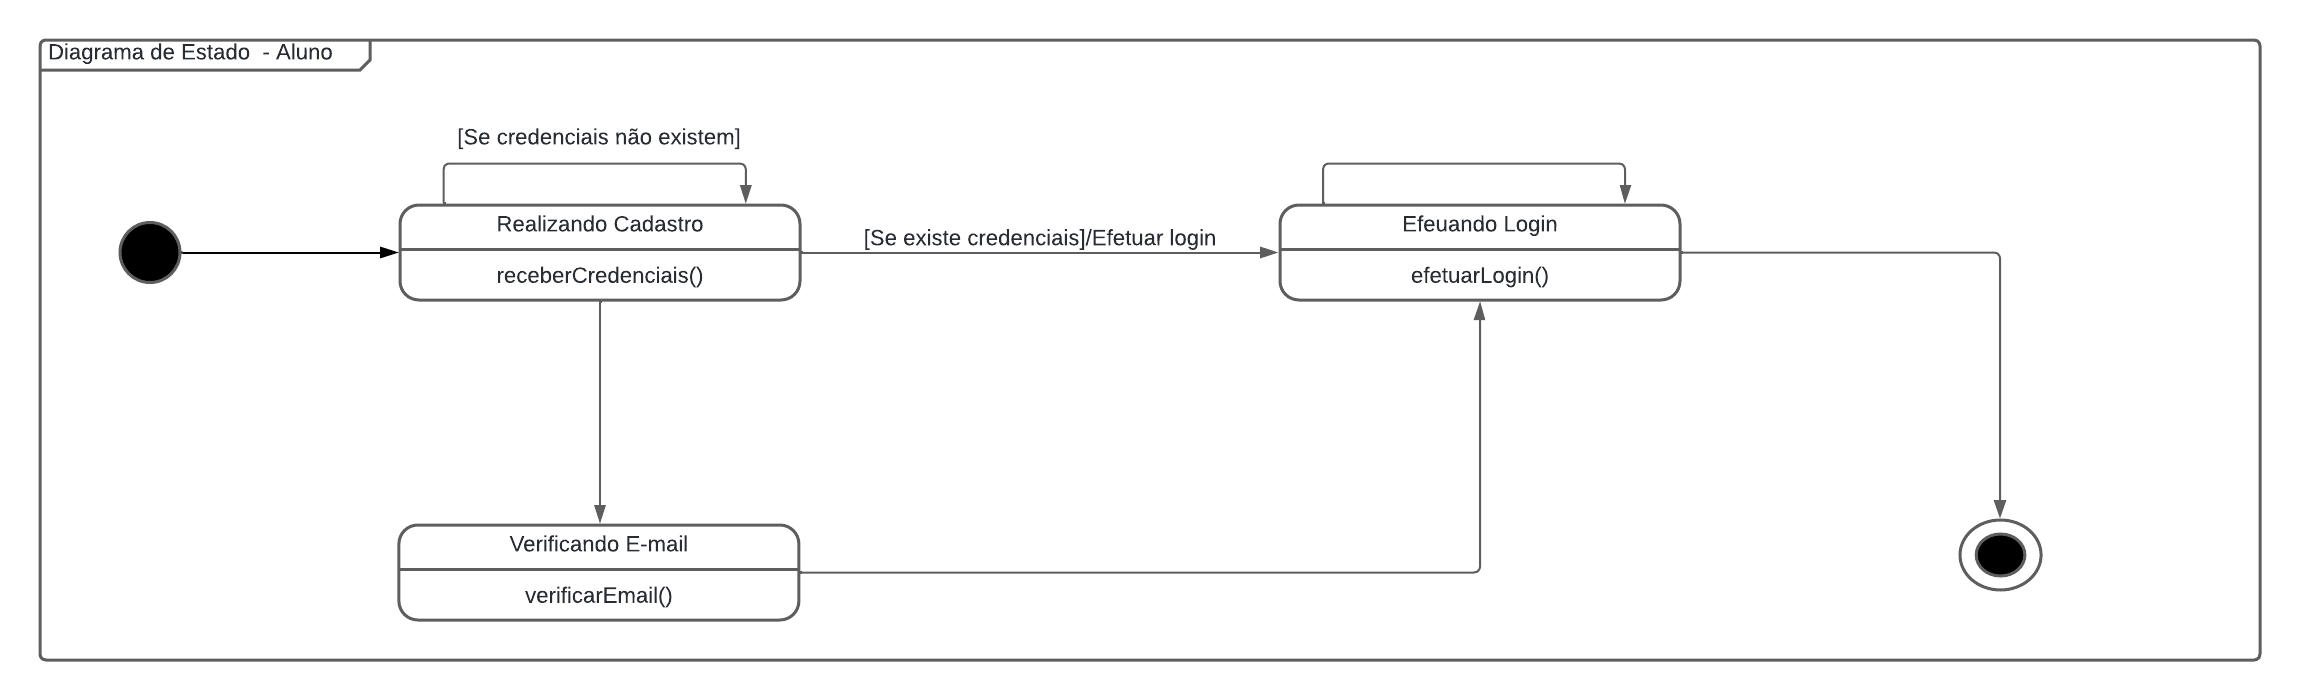 Diagrama de Estado  - Aluno
[Se credenciais não existem]
Realizando Cadastro
receberCredenciais()
[Se existe credenciais]/Efetuar login
Efeuando Login
efetuarLogin()
Verificando E-mail
verificarEmail()